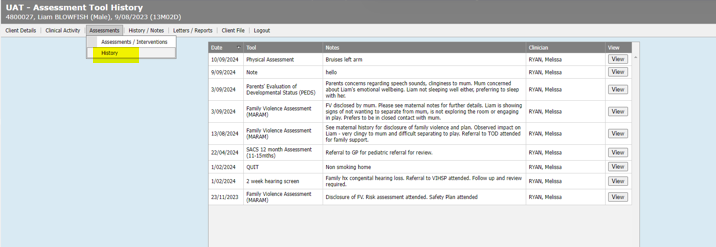 UAT - Assessment Tool History
4800027, Liam BLOWFISH (Male), 9/08/2023 (13M02D)
Client Details | Clinical Activity | Assessments | History / Notes | Letters / Reports | Client File | Logout
Assessments / Interventions
History
Date Tool Notes Clinician View
10/09/2024 Physical Assessment Bruises left arm RYAN, Melissa View
9/09/2024 Note hello RYAN, Melissa View
3/09/2024 Parents' Evaluation of Developmental Status (PEDS) Parents concerns regarding speech sounds, clinginess to mum. Mum concerned about Liam's emotional wellbeing. Liam not sleeping well either, preferring to sleep with her. RYAN, Melissa View
3/09/2024 Family Violence Assessment (MARAM) FV disclosed by mum. Please see maternal notes for further details. Liam is showing signs of not wanting to separate from mum, is not exploring the room or engaging in play. Prefers to be in closed contact with mum. RYAN, Melissa View
13/08/2024 Family Violence Assessment (MARAM) See maternal history for disclosure of family violence and plan. Observed impact on Liam - very clingy to mum and difficult separating to play. Referral to TOD attended for family support. RYAN, Melissa View
22/04/2024 SACS 12 month Assessment (11-15mths) Referral to GP for pediatric referral for review. RYAN, Melissa View
1/02/2024 QUIT Non smoking home RYAN, Melissa View
1/02/2024 2 week hearing screen Family hx congenital hearing loss. Referral to VIHSP attended. Follow up and review required. RYAN, Melissa View
23/11/2023 Family Violence Assessment (MARAM) Disclosure of FV. Risk assessment attended. Safety Plan attended RYAN, Melissa View